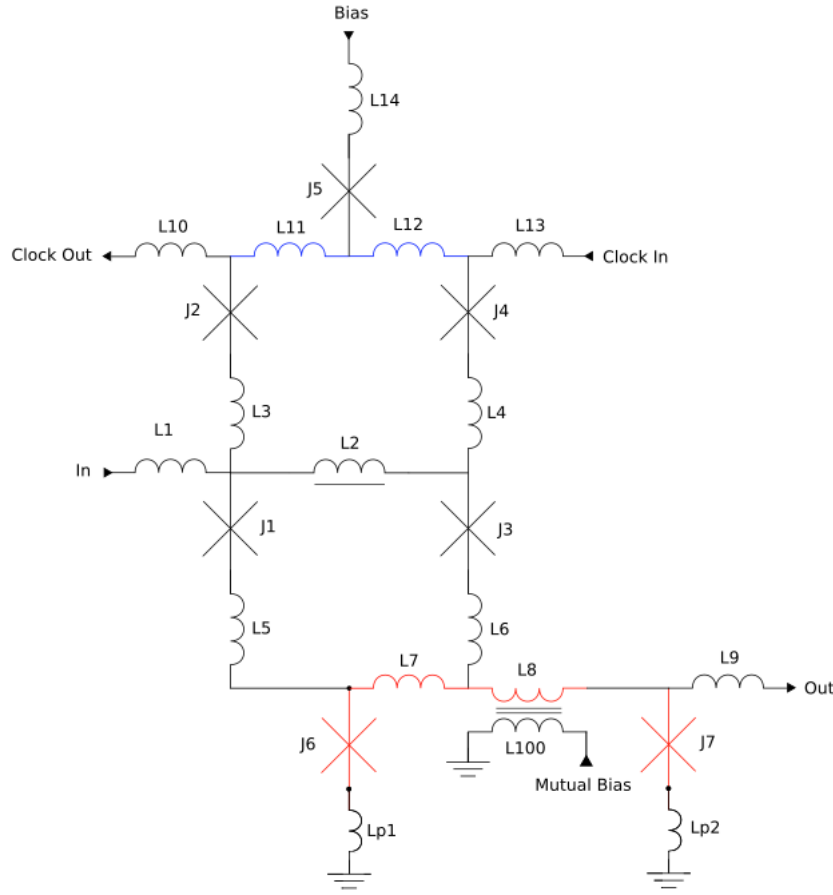 Bias
L14
J5
L10
L11
L12
L13
Clock Out
Clock In
J2
J4
L3
L4
L1
L2
In
J1
J3
L5
L6
L7
L8
L9
Out
J6
L100
J7
Mutual Bias
Lp1
Lp2